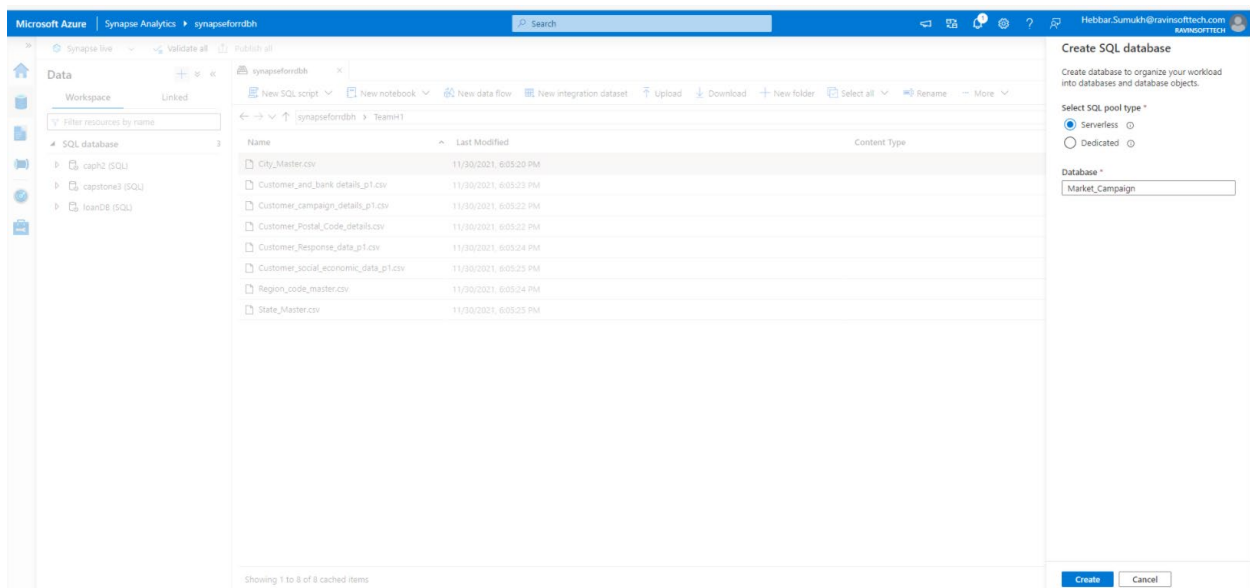 Microsoft Azure | Synapse Analytics ▸ synapseforrdbh
Search
Hebbar.Sumukh@ravinsofttech.com
RAVINSOFTTECH
Synapse live
Validate all
Publish all
Data
Workspace
Linked
Filter resources by name
SQL database
3
caph2 (SQL)
capstone3 (SQL)
loanDB (SQL)
synapseforrdbh
New SQL script
New notebook
New data flow
New integration dataset
Upload
Download
New folder
Select all
Rename
More
synapseforrdbh ▸ TeamH1
Name
Last Modified
Content Type
City_Master.csv 11/30/2021, 6:05:20 PM
Customer_and_bank details_p1.csv 11/30/2021, 6:05:23 PM
Customer_campaign_details_p1.csv 11/30/2021, 6:05:22 PM
Customer_Postal_Code_details.csv 11/30/2021, 6:05:22 PM
Customer_Response_data_p1.csv 11/30/2021, 6:05:24 PM
Customer_social_economic_data_p1.csv 11/30/2021, 6:05:25 PM
Region_code_master.csv 11/30/2021, 6:05:24 PM
State_Master.csv 11/30/2021, 6:05:25 PM
Showing 1 to 8 of 8 cached items
Create SQL database
Create database to organize your workload
into databases and database objects.
Select SQL pool type *
Serverless
Dedicated
Database *
Market_Campaign
Create
Cancel